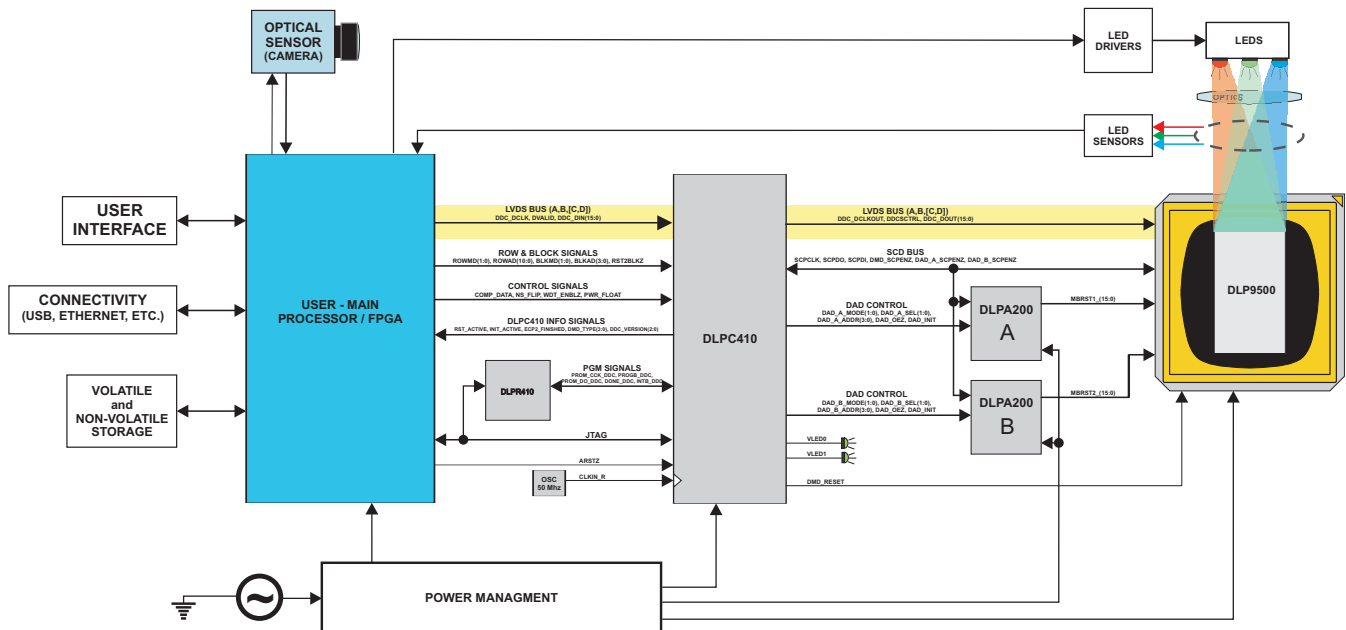 OPTICAL
SENSOR
(CAMERA)
LED
DRIVERS
LEDS
OPTICS
LED
SENSORS
USER
INTERFACE
CONNECTIVITY
(USB, ETHERNET, ETC.)
VOLATILE
and
NON-VOLATILE
STORAGE
USER - MAIN
PROCESSOR / FPGA
LVDS BUS (A,B,[C,D])
DDC_DCLK, DVALID, DDC_DIN(15:0)
ROW & BLOCK SIGNALS
ROWMD(1:0), ROWAD(10:0), BLKMD(1:0), BLKAD(3:0), RST2BLKZ
CONTROL SIGNALS
COMP_DATA, NS_FLIP, WDT_ENBLZ, PWR_FLOAT
DLPC410 INFO SIGNALS
RST_ACTIVE, INIT_ACTIVE, ECP2_FINISHED, DMD_TYPE(3:0), DDC_VERSION(2:0)
PGM SIGNALS
PROM_CCK_DDC, PROGB_DDC,
PROM_DO_DDC, DONE_DDC, INTB_DDC
DLPR410
JTAG
ARSTZ
OSC
50 Mhz
CLKIN_R
DLPC410
LVDS BUS (A,B,[C,D])
DDC_DCLKOUT, DDCSCTRL, DDC_DOUT(15:0)
SCD BUS
SCPCLK, SCPDO, SCPDI, DMD_SCPENZ, DAD_A_SCPENZ, DAD_B_SCPENZ
DAD CONTROL
DAD_A_MODE(1:0), DAD_A_SEL(1:0),
DAD_A_ADDR(3:0), DAD_OEZ, DAD_INIT
DLPA200
A
MBRST1_(15:0)
DAD CONTROL
DAD_B_MODE(1:0), DAD_B_SEL(1:0),
DAD_B_ADDR(3:0), DAD_OEZ, DAD_INIT
DLPA200
B
MBRST2_(15:0)
VLED0
VLED1
DMD_RESET
DLP9500
POWER MANAGMENT